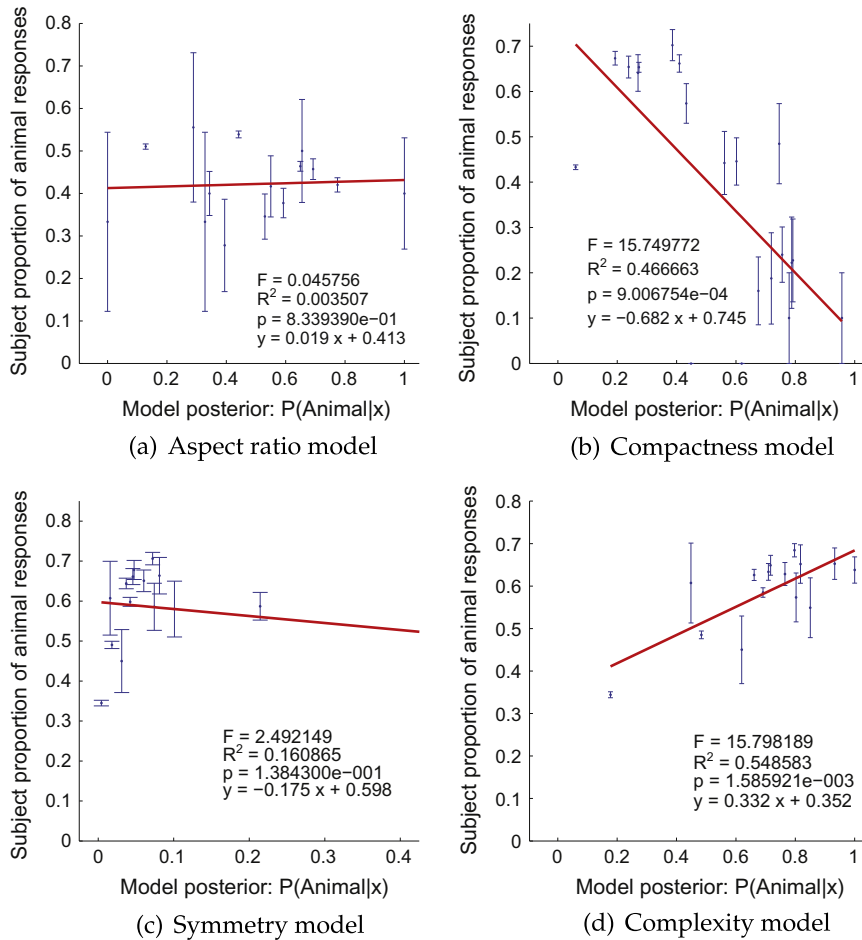 Subject proportion of animal responses
0.8
0.7
0.6
0.5
0.4
0.3
0.2
0.1
0
F = 0.045756
R² = 0.003507
p = 8.339390e−01
y = 0.019 x + 0.413
0 0.2 0.4 0.6 0.8 1
Model posterior: P(Animal|x)
(a) Aspect ratio model
Subject proportion of animal responses
0.7
0.6
0.5
0.4
0.3
0.2
0.1
0
F = 15.749772
R² = 0.466663
p = 9.006754e−04
y = −0.682 x + 0.745
0 0.2 0.4 0.6 0.8 1
Model posterior: P(Animal|x)
(b) Compactness model
Subject proportion of animal responses
0.8
0.7
0.6
0.5
0.4
0.3
0.2
0.1
0
F = 2.492149
R² = 0.160865
p = 1.384300e−001
y = −0.175 x + 0.598
0 0.1 0.2 0.3 0.4
Model posterior: P(Animal|x)
(c) Symmetry model
Subject proportion of animal responses
0.8
0.7
0.6
0.5
0.4
0.3
0.2
0.1
0
F = 15.798189
R² = 0.548583
p = 1.585921e−003
y = 0.332 x + 0.352
0 0.2 0.4 0.6 0.8 1
Model posterior: P(Animal|x)
(d) Complexity model